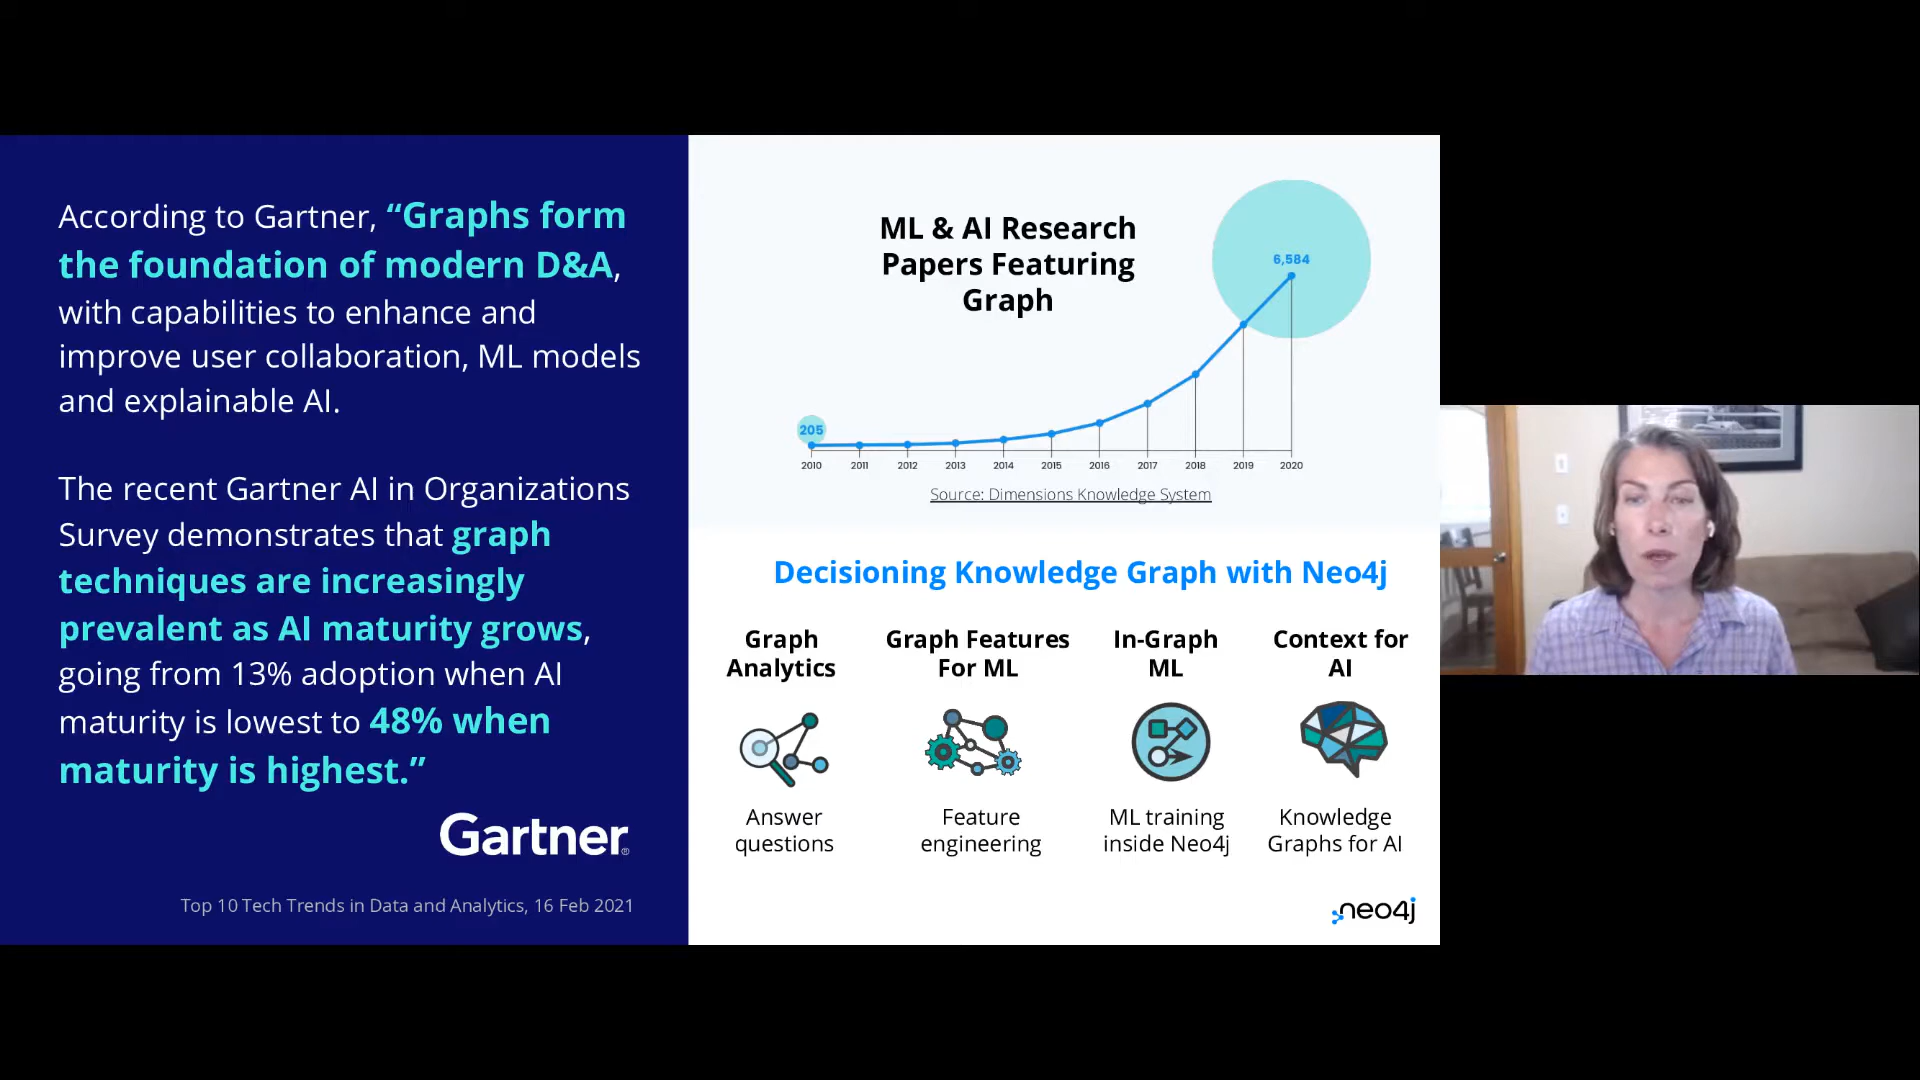 According to Gartner, “Graphs form
the foundation of modern D&A,
with capabilities to enhance and
improve user collaboration, ML models
and explainable AI.
The recent Gartner AI in Organizations
Survey demonstrates that graph
techniques are increasingly
prevalent as AI maturity grows,
going from 13% adoption when AI
maturity is lowest to 48% when
maturity is highest.”
Gartner®
Top 10 Tech Trends in Data and Analytics, 16 Feb 2021
ML & AI Research
Papers Featuring
Graph
6,584
205
2010 2011 2012 2013 2014 2015 2016 2017 2018 2019 2020
Source: Dimensions Knowledge System
Decisioning Knowledge Graph with Neo4j
Graph
Analytics
Answer
questions
Graph Features
For ML
Feature
engineering
In-Graph
ML
ML training
inside Neo4j
Context for
AI
Knowledge
Graphs for AI
neo4j